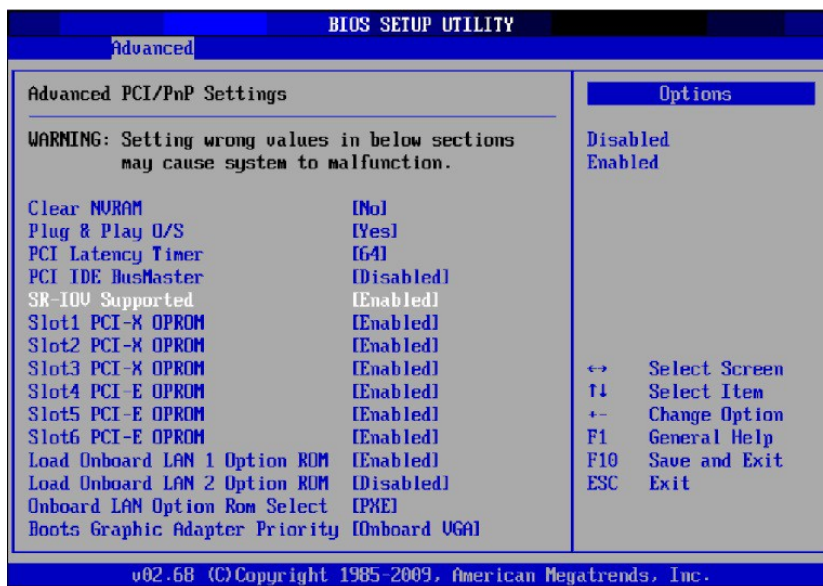 BIOS SETUP UTILITY
Advanced
Advanced PCI/PnP Settings
WARNING: Setting wrong values in below sections
may cause system to malfunction.
Clear NVRAM [No]
Plug & Play O/S [Yes]
PCI Latency Timer [64]
PCI IDE BusMaster [Disabled]
SR-IOV Supported [Enabled]
Slot1 PCI-X OPROM [Enabled]
Slot2 PCI-X OPROM [Enabled]
Slot3 PCI-X OPROM [Enabled]
Slot4 PCI-E OPROM [Enabled]
Slot5 PCI-E OPROM [Enabled]
Slot6 PCI-E OPROM [Enabled]
Load Onboard LAN 1 Option ROM [Enabled]
Load Onboard LAN 2 Option ROM [Disabled]
Onboard LAN Option Rom Select [PXE]
Boots Graphic Adapter Priority [Onboard VGA]
Options
Disabled
Enabled
↔ Select Screen
↑↓ Select Item
+- Change Option
F1 General Help
F10 Save and Exit
ESC Exit
v02.68 (C)Copyright 1985-2009, American Megatrends, Inc.